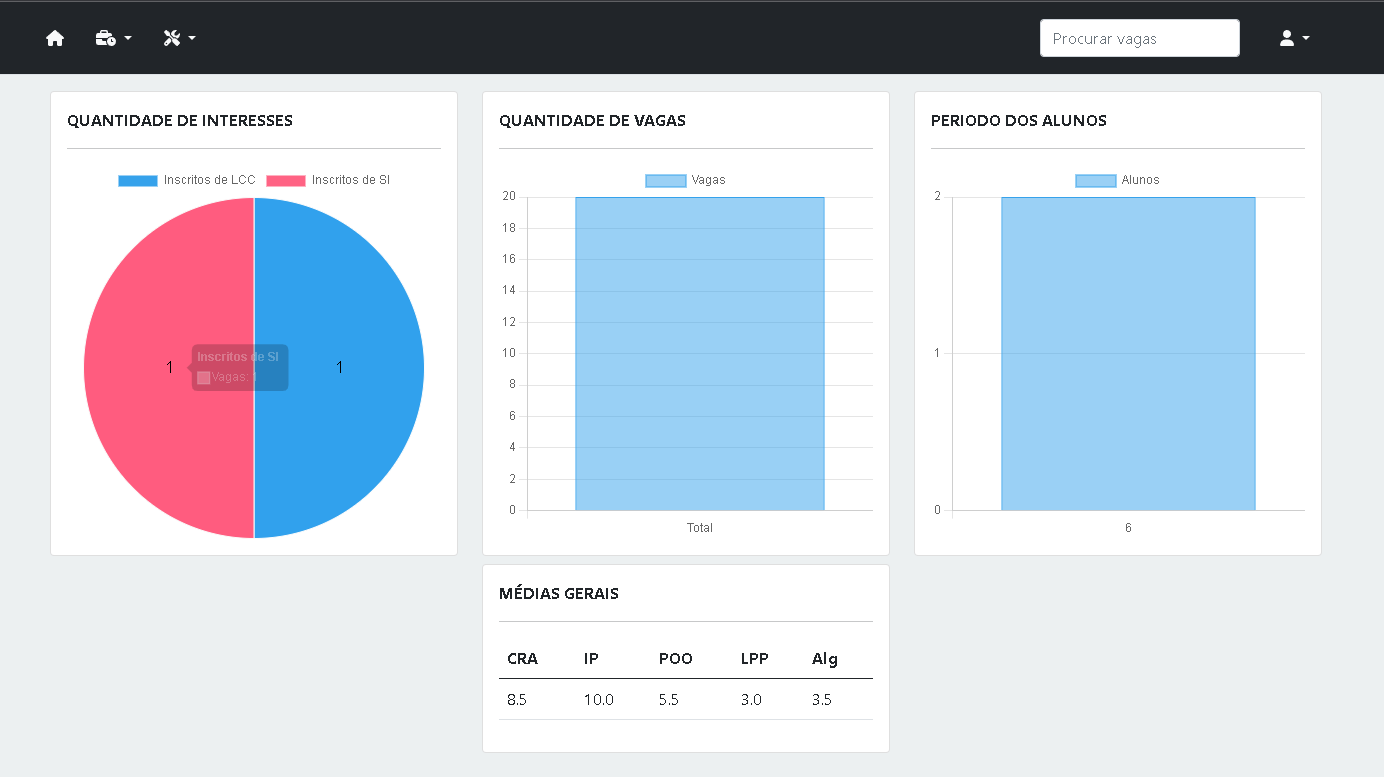 Procurar vagas
QUANTIDADE DE INTERESSES
Inscritos de LCC Inscritos de SI
1
Inscritos de SI
Vagas: 1
1
QUANTIDADE DE VAGAS
Vagas
20
18
16
14
12
10
8
6
4
2
0
Total
PERIODO DOS ALUNOS
Alunos
2
1
0
6
MÉDIAS GERAIS
CRA IP POO LPP Alg
8.5 10.0 5.5 3.0 3.5